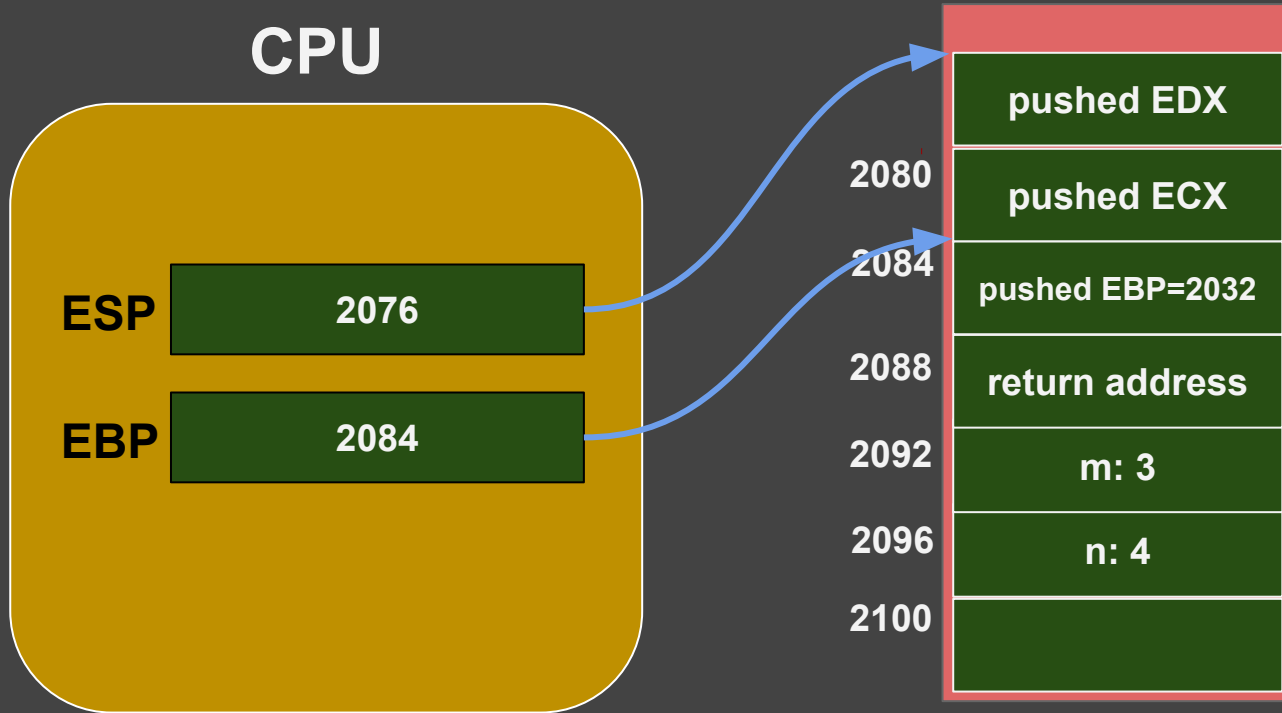 CPU
ESP
2076
EBP
2084
pushed EDX
2080
pushed ECX
2084
pushed EBP=2032
2088
return address
2092
m: 3
2096
n: 4
2100